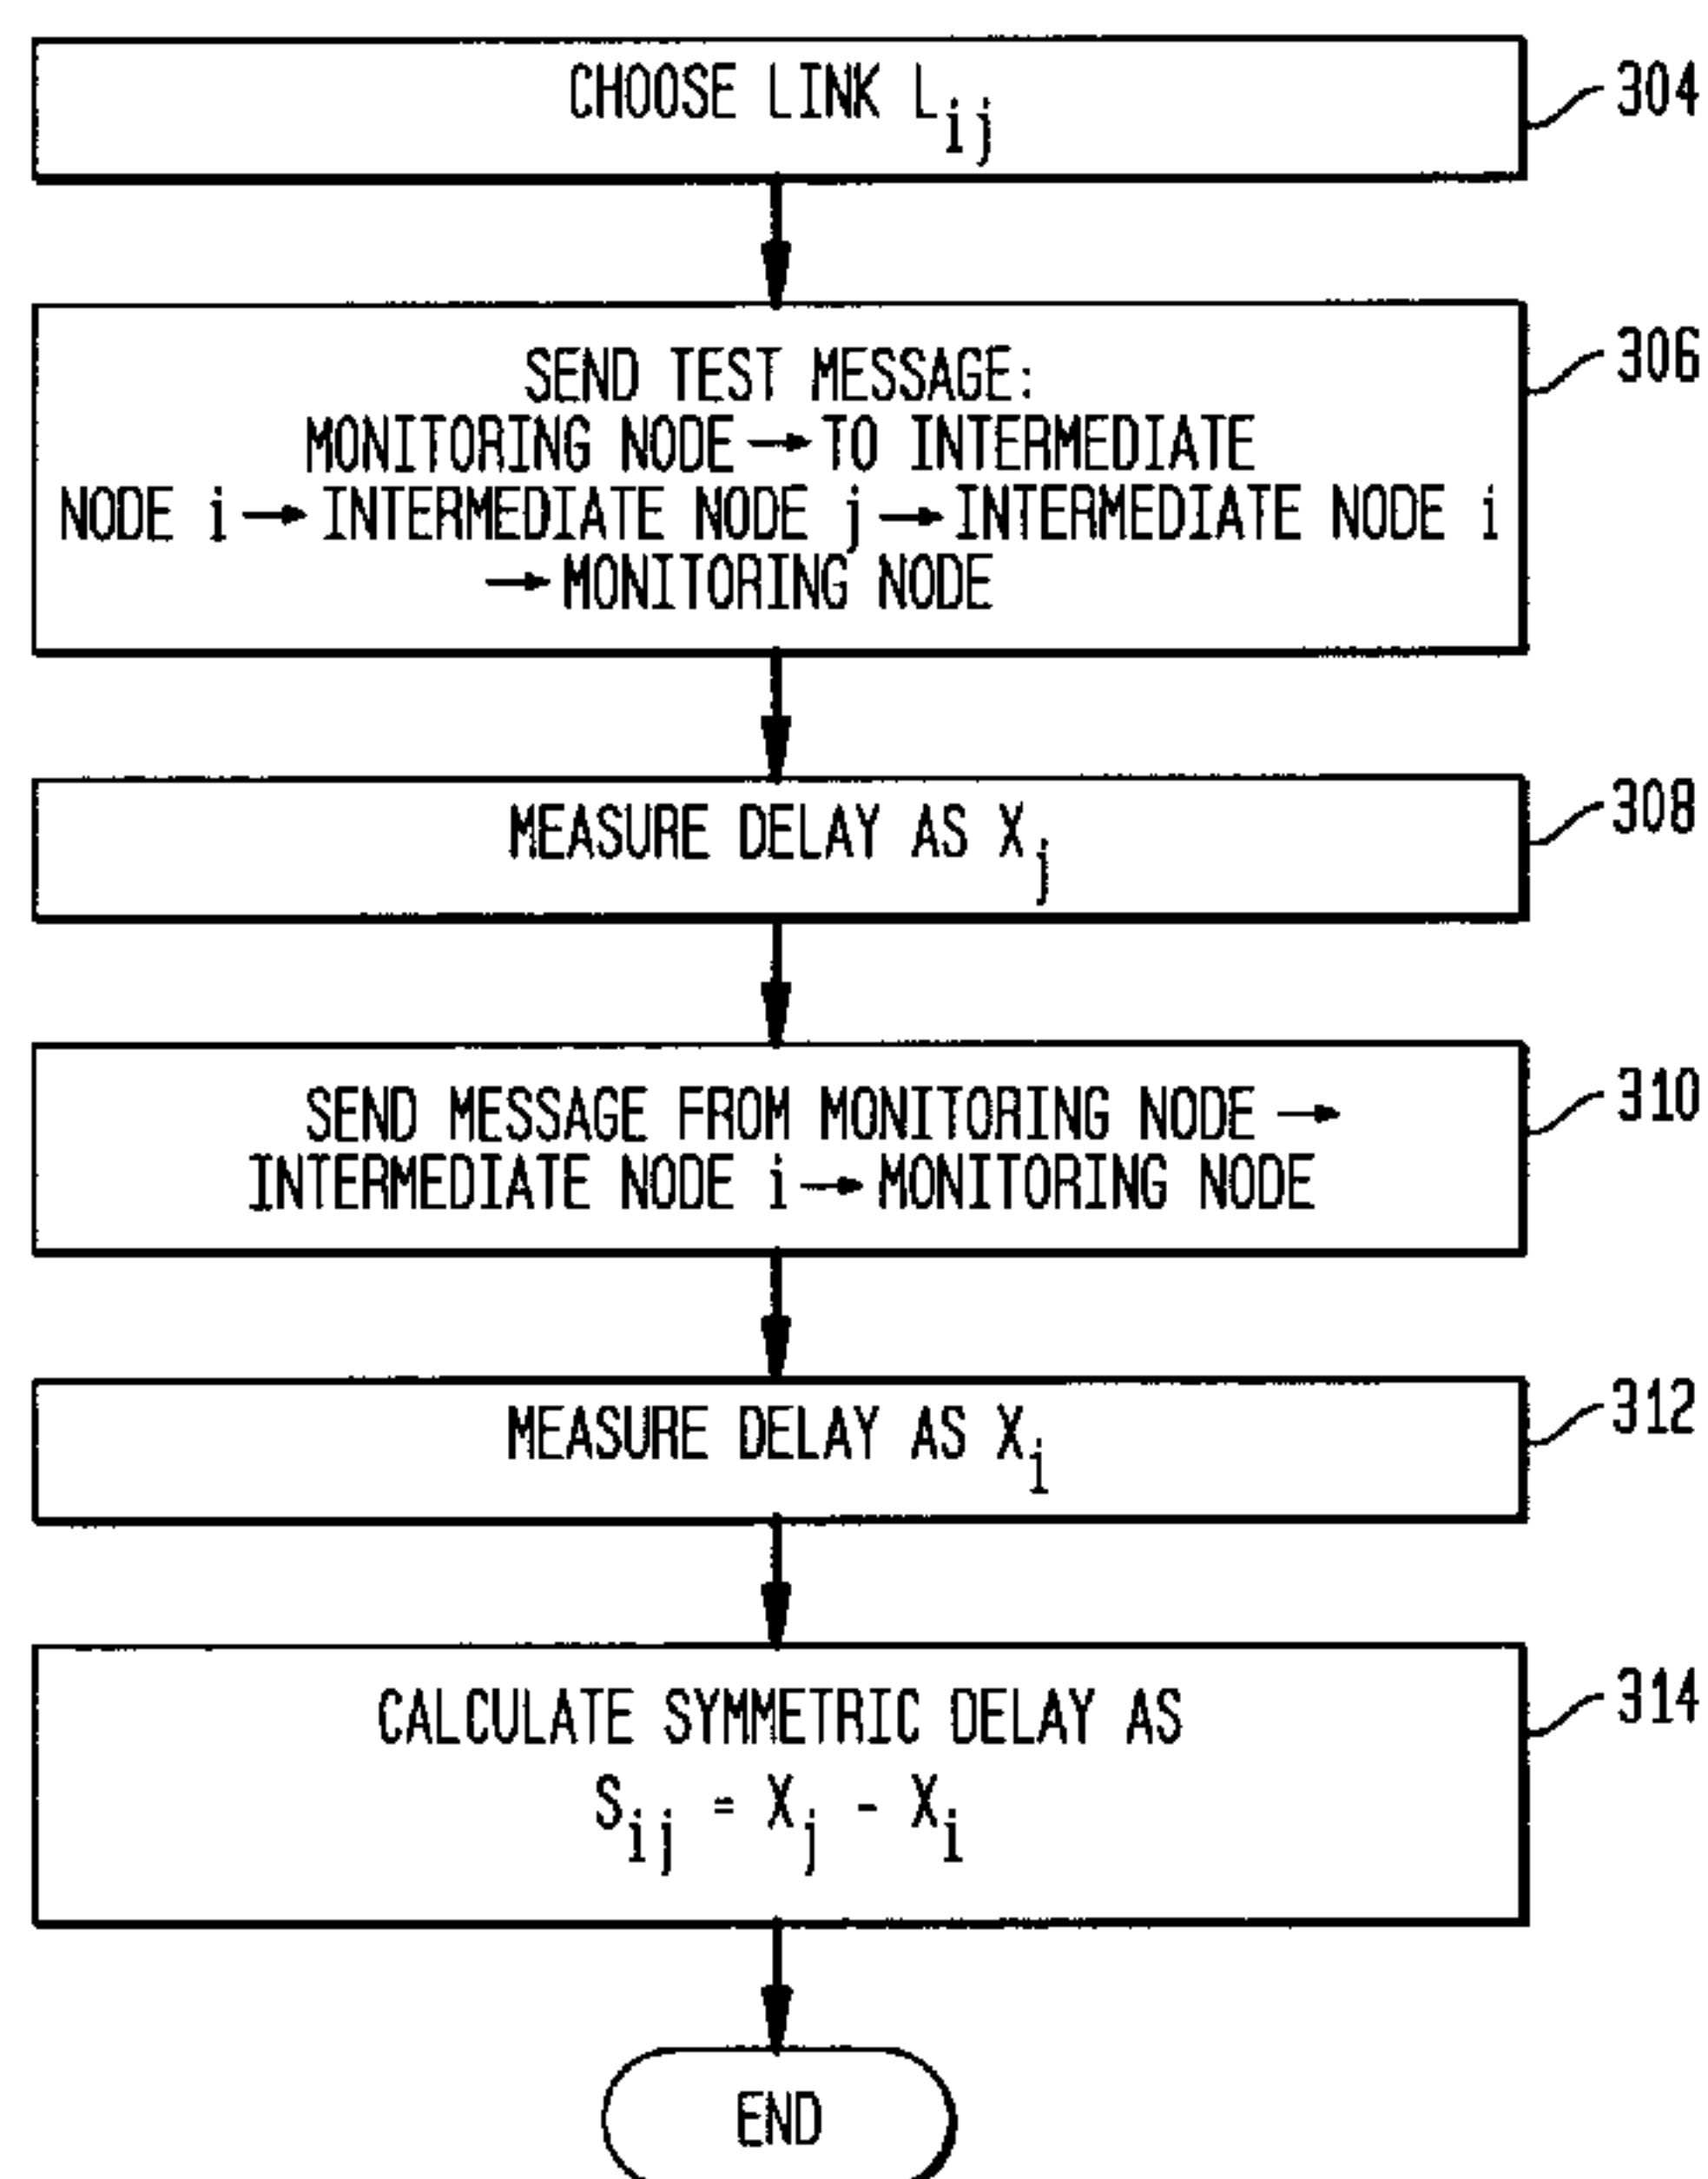 CHOOSE LINK Lij
304
SEND TEST MESSAGE:
MONITORING NODE → TO INTERMEDIATE
NODE i → INTERMEDIATE NODE j → INTERMEDIATE NODE i
→ MONITORING NODE
306
MEASURE DELAY AS Xj
308
SEND MESSAGE FROM MONITORING NODE →
INTERMEDIATE NODE i → MONITORING NODE
310
MEASURE DELAY AS Xi
312
CALCULATE SYMMETRIC DELAY AS
Sij = Xj - Xi
314
END